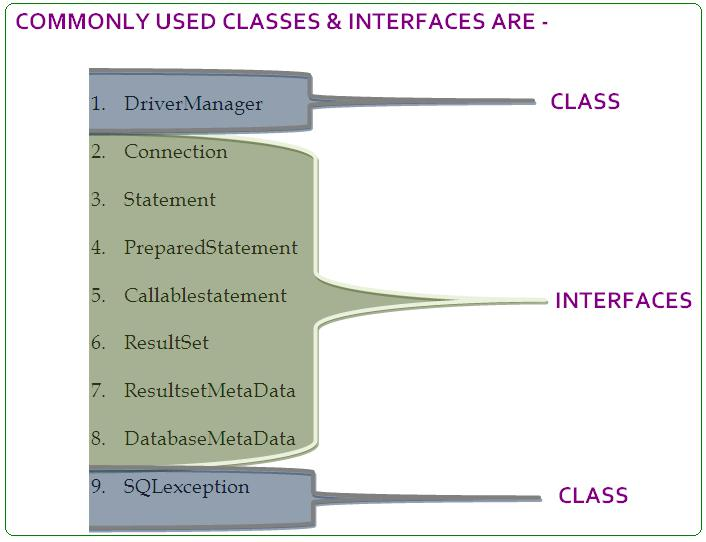 COMMONLY USED CLASSES & INTERFACES ARE -
1. DriverManager
CLASS
2. Connection
3. Statement
4. PreparedStatement
5. Callablestatement
INTERFACES
6. ResultSet
7. ResultsetMetaData
8. DatabaseMetaData
9. SQLexception
CLASS